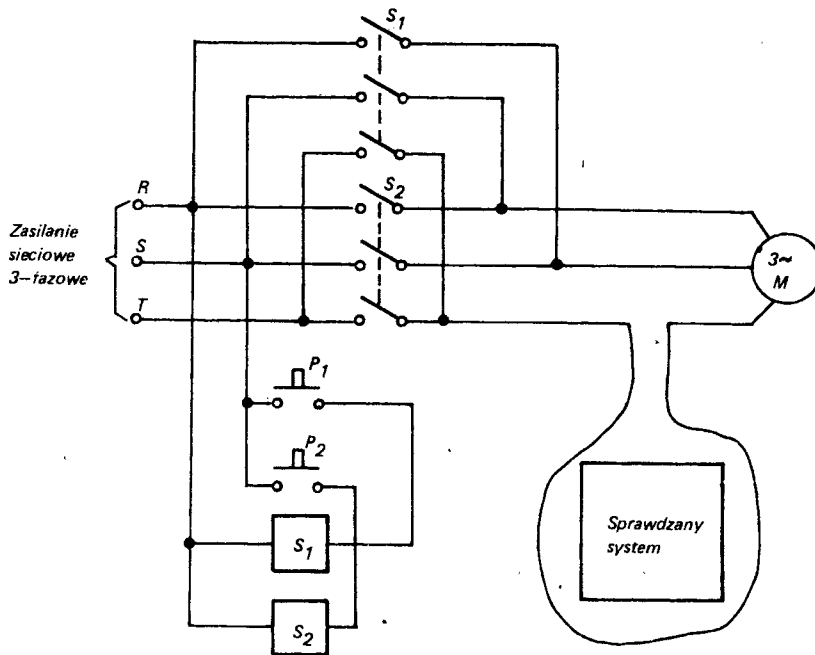 S1
R
S2
Zasilanie
sieciowe
3-fazowe
S
T
3~
M
P1
P2
S1
S2
Sprawdzany
system